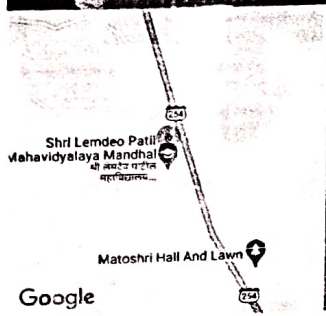 254
Shri Lemdeo Patil
Mahavidyalaya Mandhal
श्री लेमदेव पाटील
महाविद्यालय...
Matoshri Hall And Lawn
254
Google